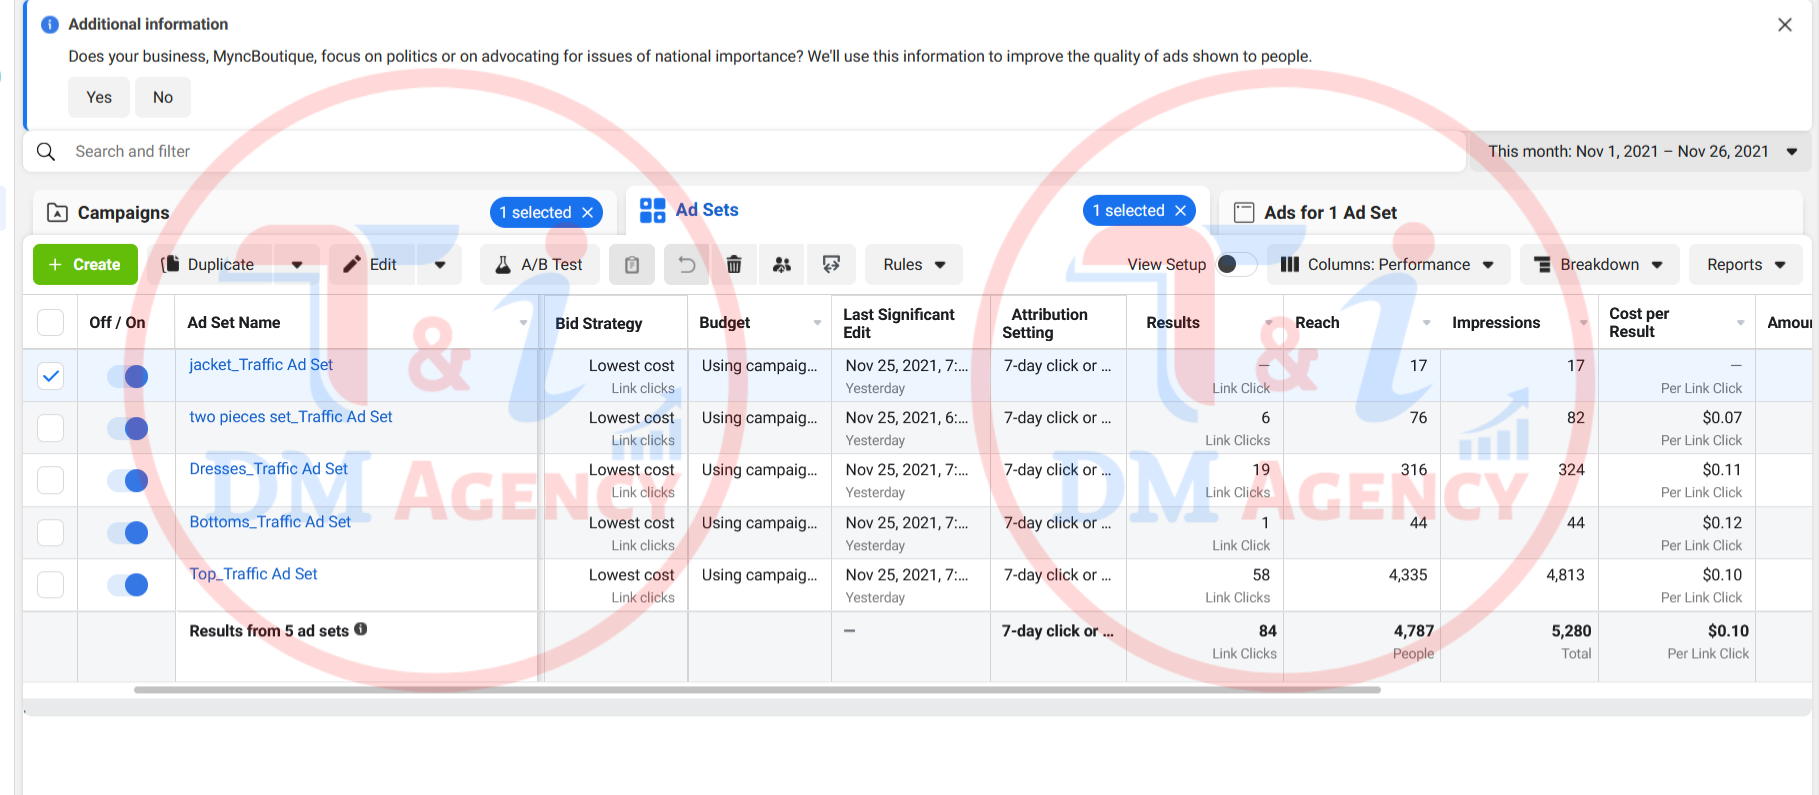 Additional information
Does your business, MyncBoutique, focus on politics or on advocating for issues of national importance? We'll use this information to improve the quality of ads shown to people.
Yes No
Search and filter
This month: Nov 1, 2021 – Nov 26, 2021
Campaigns 1 selected Ad Sets 1 selected Ads for 1 Ad Set
+ Create Duplicate Edit A/B Test Rules View Setup Columns: Performance Breakdown Reports
Off / On Ad Set Name Bid Strategy Budget Last Significant Edit Attribution Setting Results Reach Impressions Cost per Result Amoun
jacket_Traffic Ad Set Lowest cost Using campaig... Nov 25, 2021, 7:... 7-day click or ... — 17 17 —
Link clicks Yesterday Link Click Per Link Click
two pieces set_Traffic Ad Set Lowest cost Using campaig... Nov 25, 2021, 6:... 7-day click or ... 6 76 82 $0.07
Link clicks Yesterday Link Clicks Per Link Click
Dresses_Traffic Ad Set Lowest cost Using campaig... Nov 25, 2021, 7:... 7-day click or ... 19 316 324 $0.11
Link clicks Yesterday Link Clicks Per Link Click
Bottoms_Traffic Ad Set Lowest cost Using campaig... Nov 25, 2021, 7:... 7-day click or ... 1 44 44 $0.12
Link clicks Yesterday Link Click Per Link Click
Top_Traffic Ad Set Lowest cost Using campaig... Nov 25, 2021, 7:... 7-day click or ... 58 4,335 4,813 $0.10
Link clicks Yesterday Link Clicks Per Link Click
Results from 5 ad sets — 7-day click or ... 84 4,787 5,280 $0.10
Link Clicks People Total Per Link Click
T & i
DM AGENCY
T & i
DM AGENCY